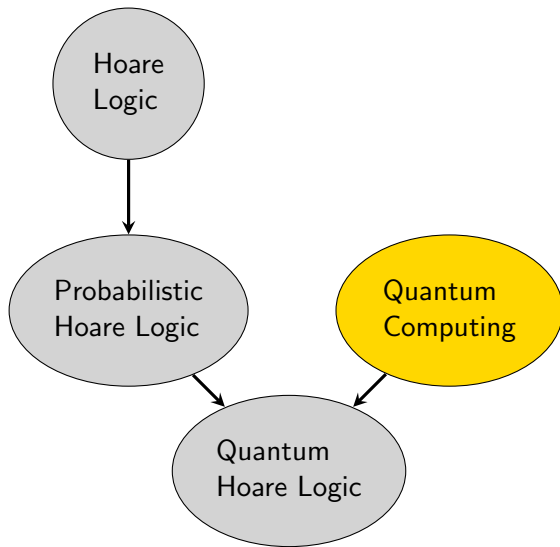 Hoare
Logic
Probabilistic
Hoare Logic
Quantum
Computing
Quantum
Hoare Logic